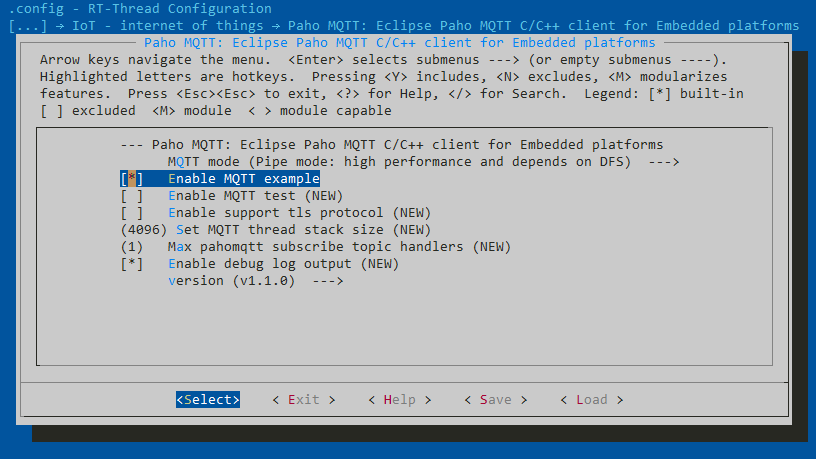 .config - RT-Thread Configuration
[...] → IoT - internet of things → Paho MQTT: Eclipse Paho MQTT C/C++ client for Embedded platforms
Paho MQTT: Eclipse Paho MQTT C/C++ client for Embedded platforms
Arrow keys navigate the menu.  <Enter> selects submenus ---> (or empty submenus ----).
Highlighted letters are hotkeys.  Pressing <Y> includes, <N> excludes, <M> modularizes
features.  Press <Esc><Esc> to exit, <?> for Help, </> for Search.  Legend: [*] built-in
[ ] excluded  <M> module  < > module capable
--- Paho MQTT: Eclipse Paho MQTT C/C++ client for Embedded platforms
MQTT mode (Pipe mode: high performance and depends on DFS)  --->
[*]   Enable MQTT example
[ ]   Enable MQTT test (NEW)
[ ]   Enable support tls protocol (NEW)
(4096) Set MQTT thread stack size (NEW)
(1)   Max pahomqtt subscribe topic handlers (NEW)
[*]   Enable debug log output (NEW)
version (v1.1.0)  --->
<Select>    < Exit >    < Help >    < Save >    < Load >